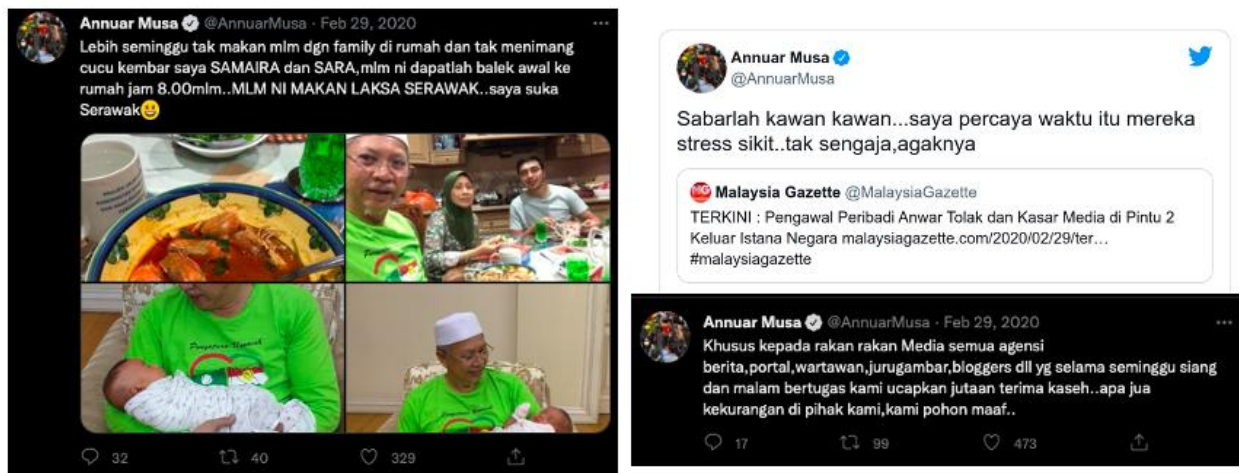 Annuar Musa @AnnuarMusa · Feb 29, 2020
Lebih seminggu tak makan mlm dgn family di rumah dan tak menimang
cucu kembar saya SAMAIRA dan SARA,mlm ni dapatlah balek awal ke
rumah jam 8.00mlm..MLM NI MAKAN LAKSA SERAWAK..saya suka
Serawak😀
32 40 329
Annuar Musa
@AnnuarMusa
Sabarlah kawan kawan...saya percaya waktu itu mereka
stress sikit..tak sengaja,agaknya
MG Malaysia Gazette @MalaysiaGazette
TERKINI : Pengawal Peribadi Anwar Tolak dan Kasar Media di Pintu 2
Keluar Istana Negara malaysiagazette.com/2020/02/29/ter…
#malaysiagazette
Annuar Musa @AnnuarMusa · Feb 29, 2020
Khusus kepada rakan rakan Media semua agensi
berita,portal,wartawan,jurugambar,bloggers dll yg selama seminggu siang
dan malam bertugas kami ucapkan jutaan terima kaseh..apa jua
kekurangan di pihak kami,kami pohon maaf..
17 99 473